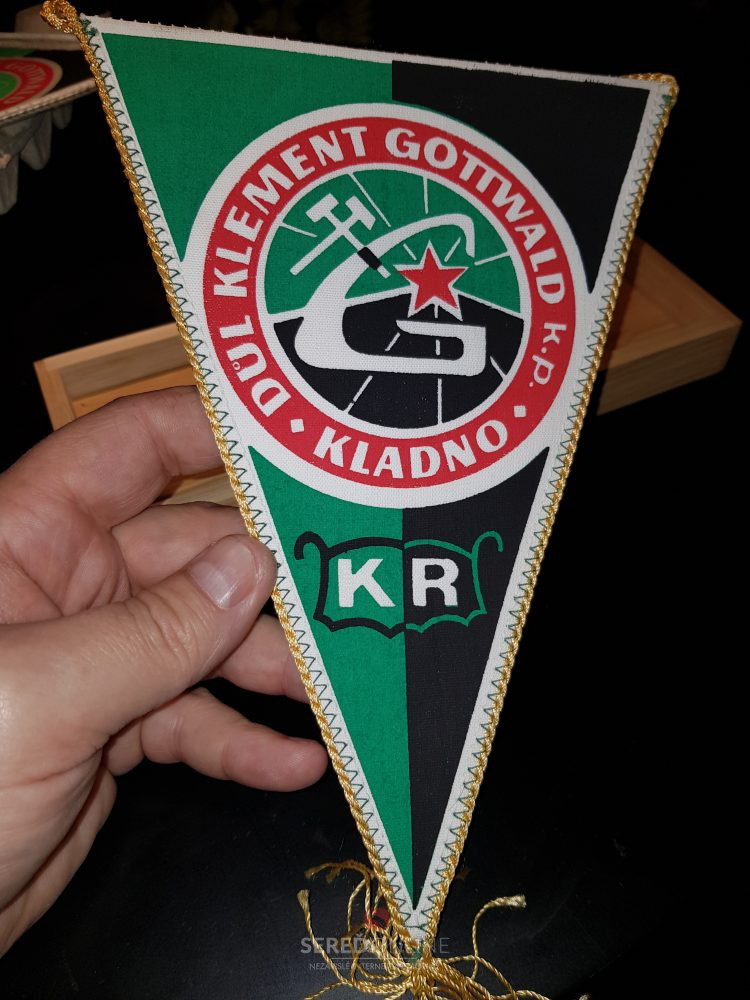 DŮL KLEMENT GOTTWALD k.p.
• KLADNO •
KR